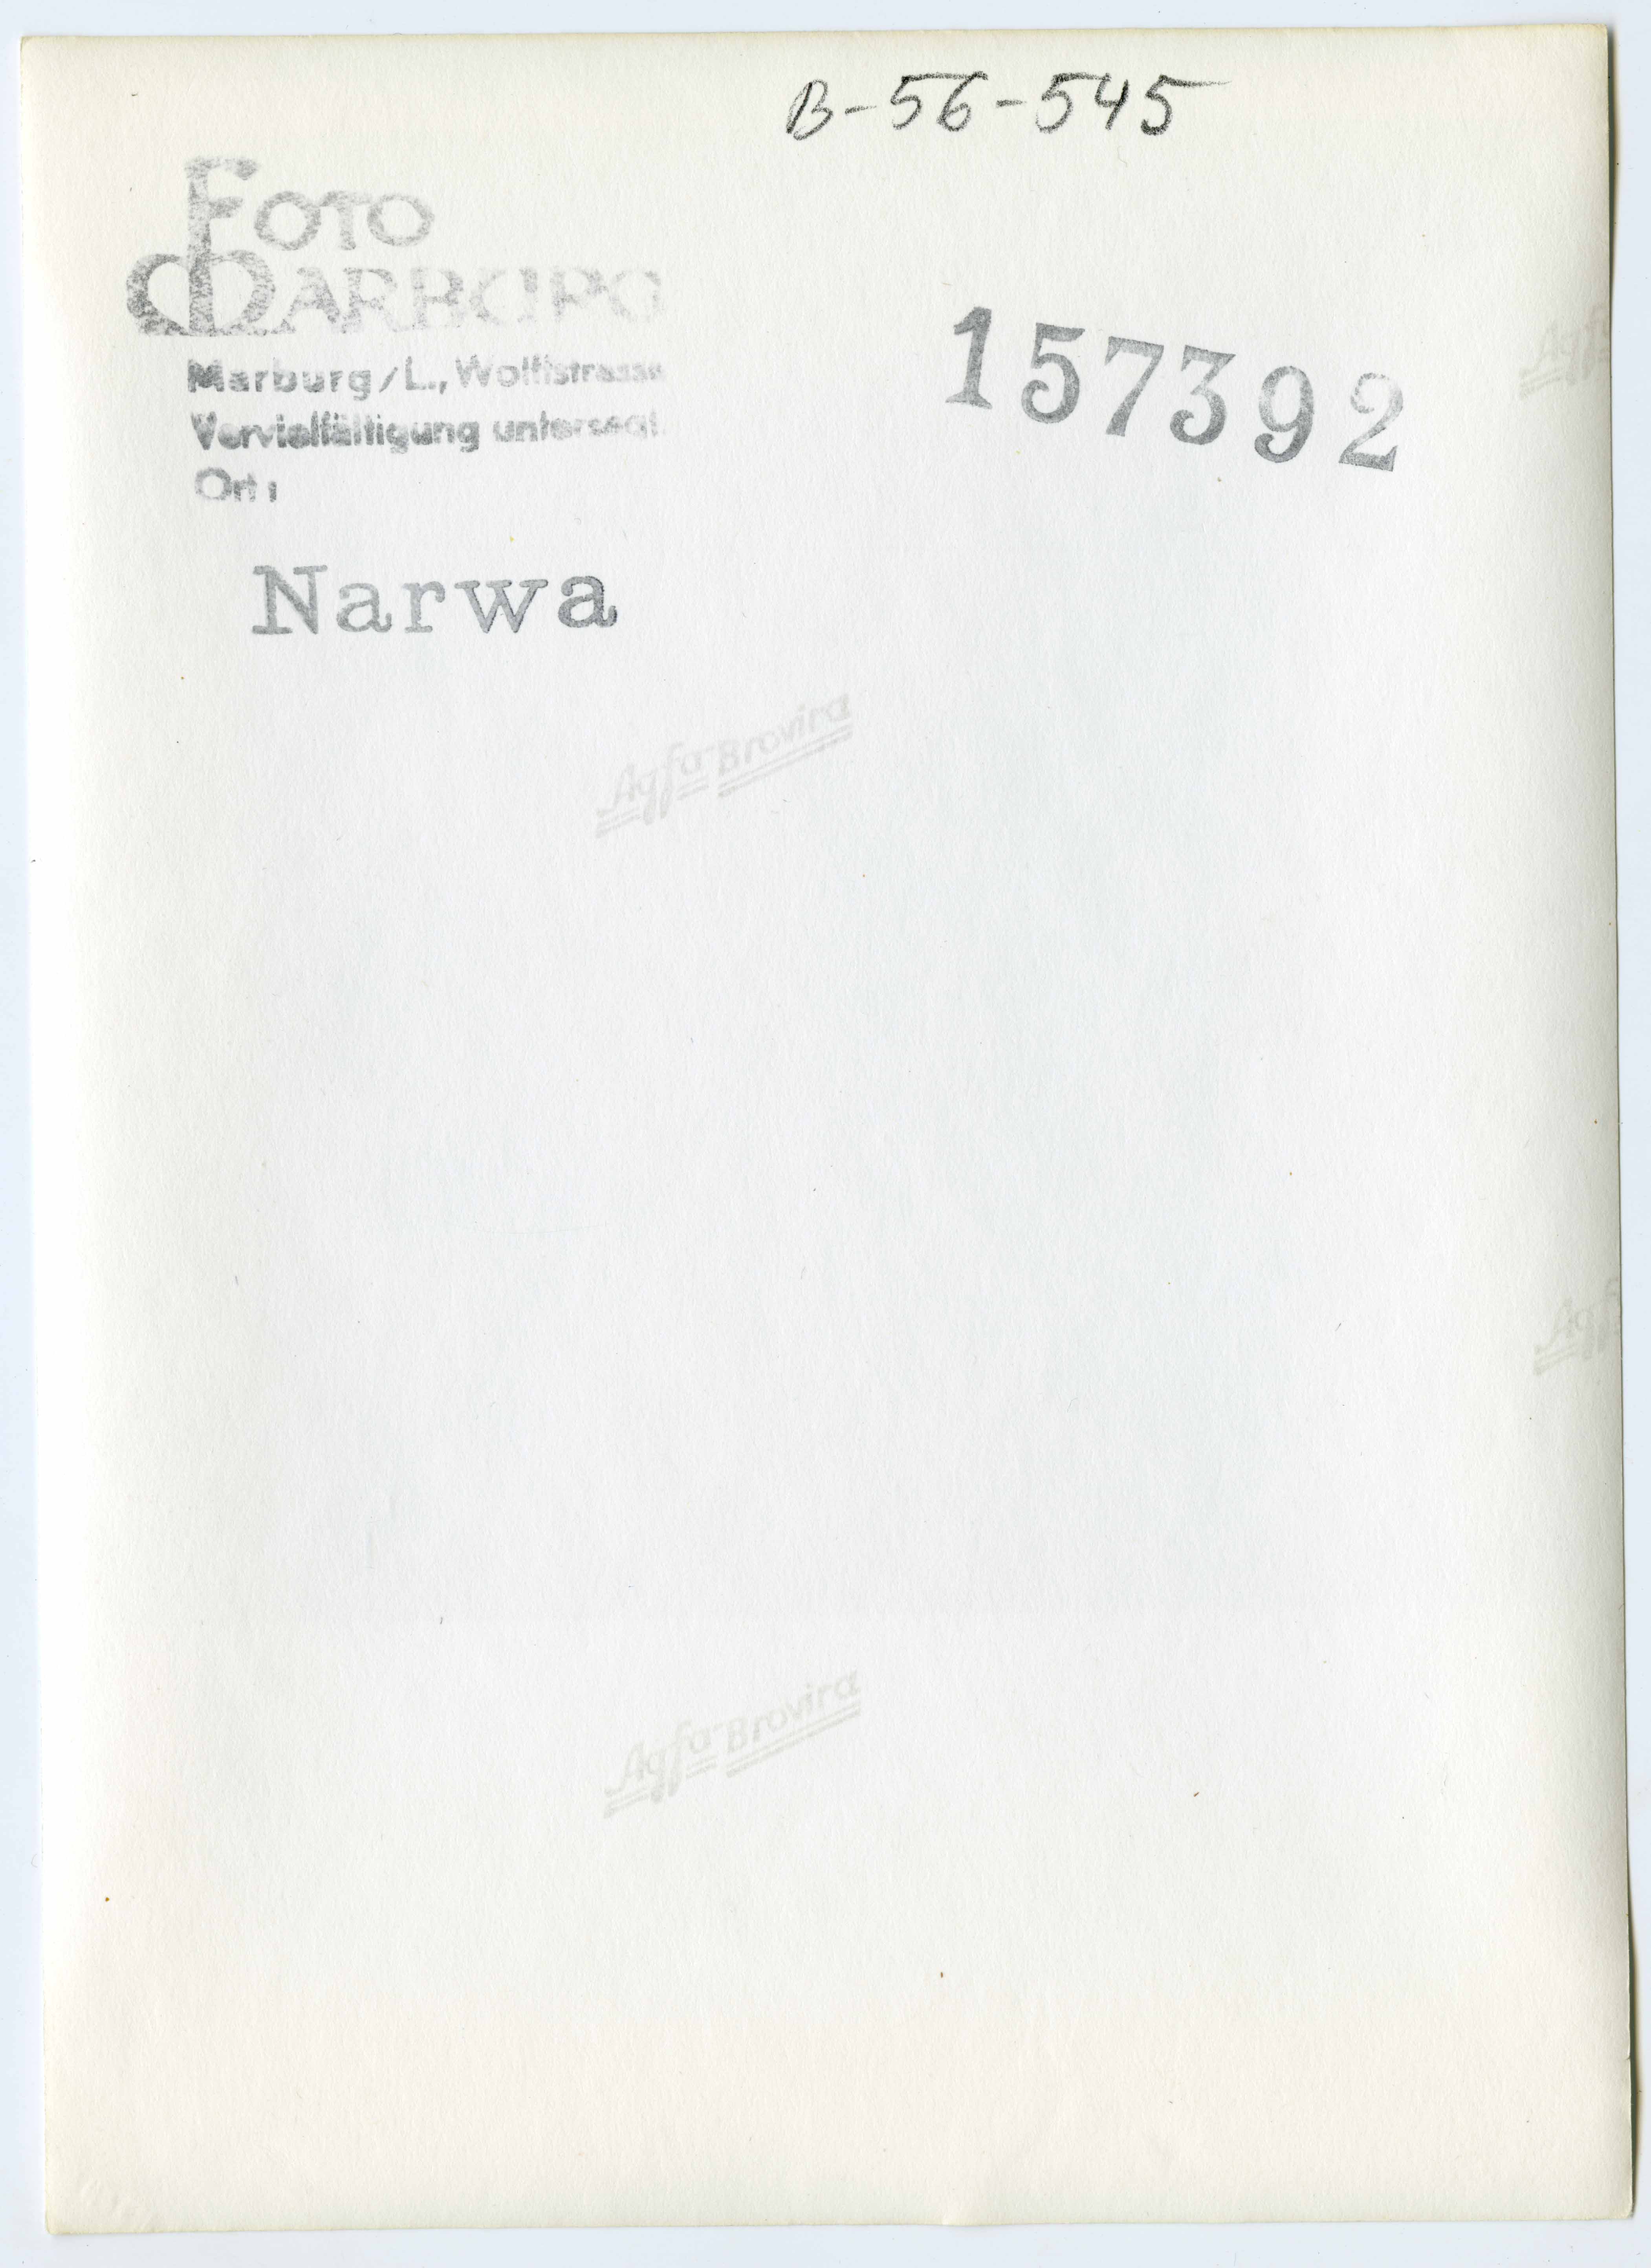 B-56-545
FOTO
MARBURG
157392
Marburg/L., Wolffstrasse
Vervielfältigung untersagt.
Ort:
Narwa
Agfa-Brovira
Agfa-Brovira